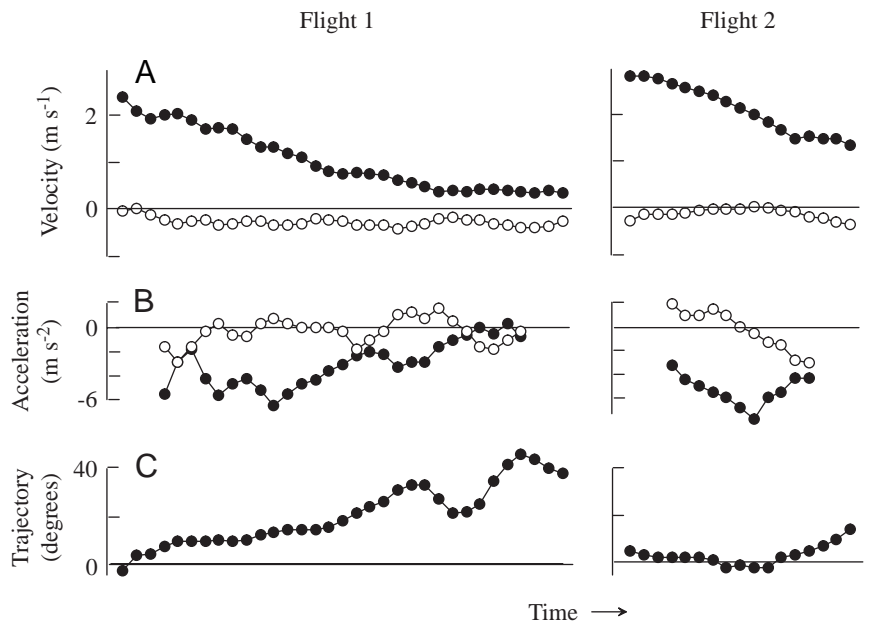 Flight 1
Flight 2
A
Velocity (m s-1)
2
0
B
Acceleration
(m s-2)
0
-6
C
Trajectory
(degrees)
40
0
Time